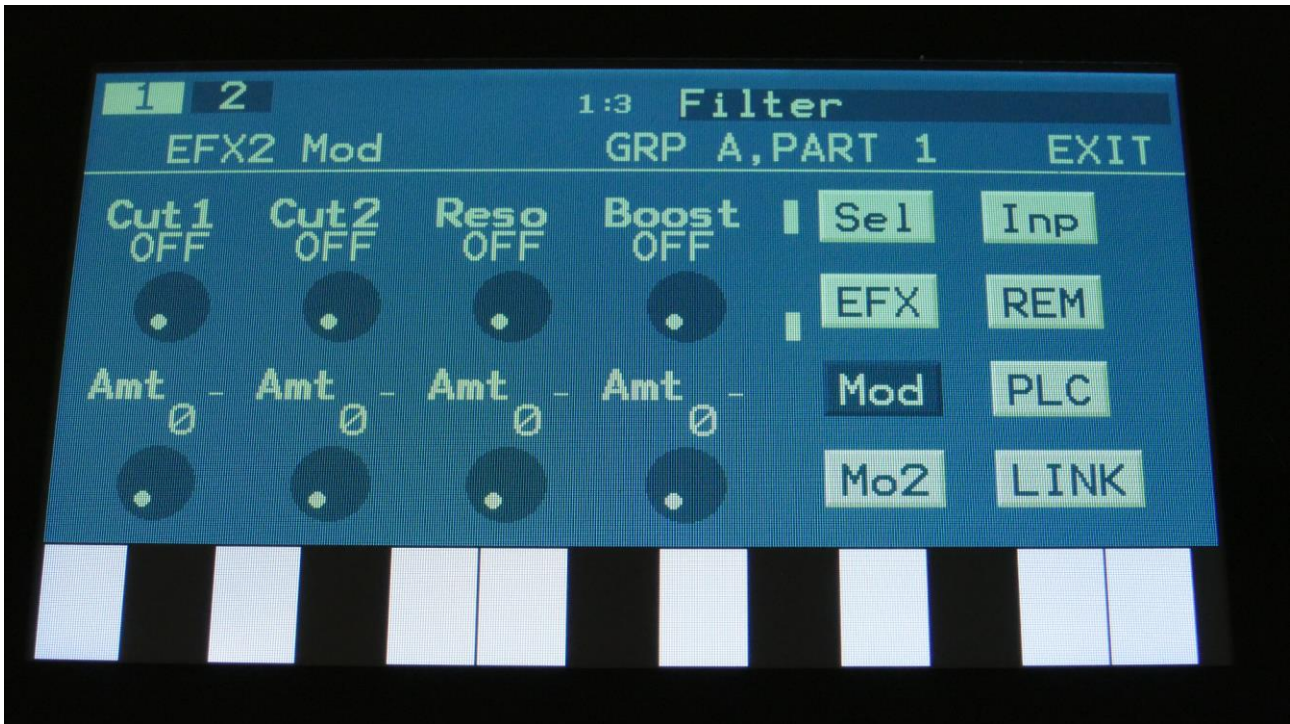 1 2 1:3 Filter
EFX2 Mod GRP A,PART 1 EXIT
Cut1 Cut2 Reso Boost Sel Inp
OFF OFF OFF OFF
EFX REM
Amt - Amt - Amt - Amt - Mod PLC
0 0 0 0
Mo2 LINK